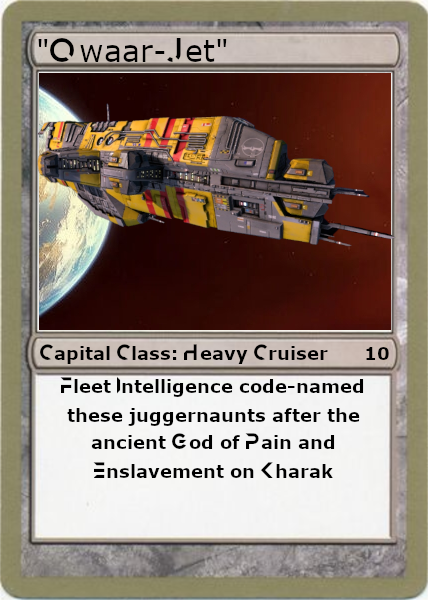 "Qwaar-Jet"
Capital Class: Heavy Cruiser 10
Fleet Intelligence code-named
these juggernaunts after the
ancient God of Pain and
Enslavement on Kharak